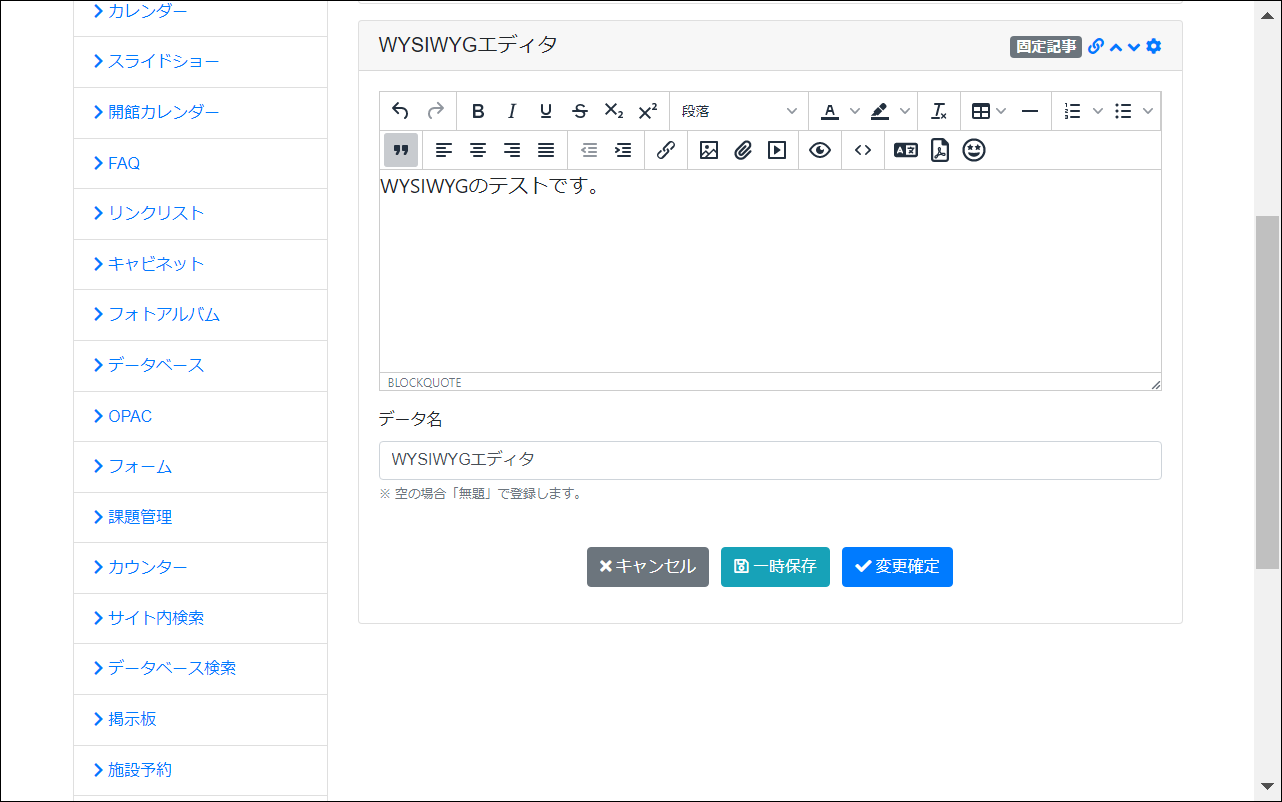 カレンダー
スライドショー
開館カレンダー
FAQ
リンクリスト
キャビネット
フォトアルバム
データベース
OPAC
フォーム
課題管理
カウンター
サイト内検索
データベース検索
掲示板
施設予約
WYSIWYGエディタ
固定記事
段落
WYSIWYGのテストです。
BLOCKQUOTE
データ名
WYSIWYGエディタ
※ 空の場合「無題」で登録します。
キャンセル
一時保存
変更確定